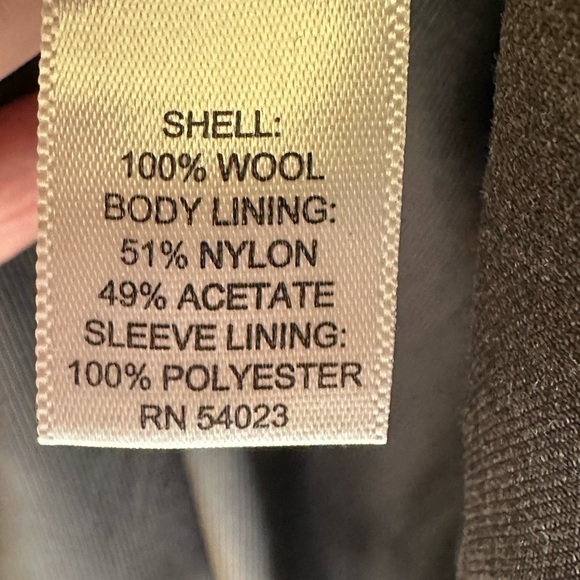 SHELL:
100% WOOL
BODY LINING:
51% NYLON
49% ACETATE
SLEEVE LINING:
100% POLYESTER
RN 54023